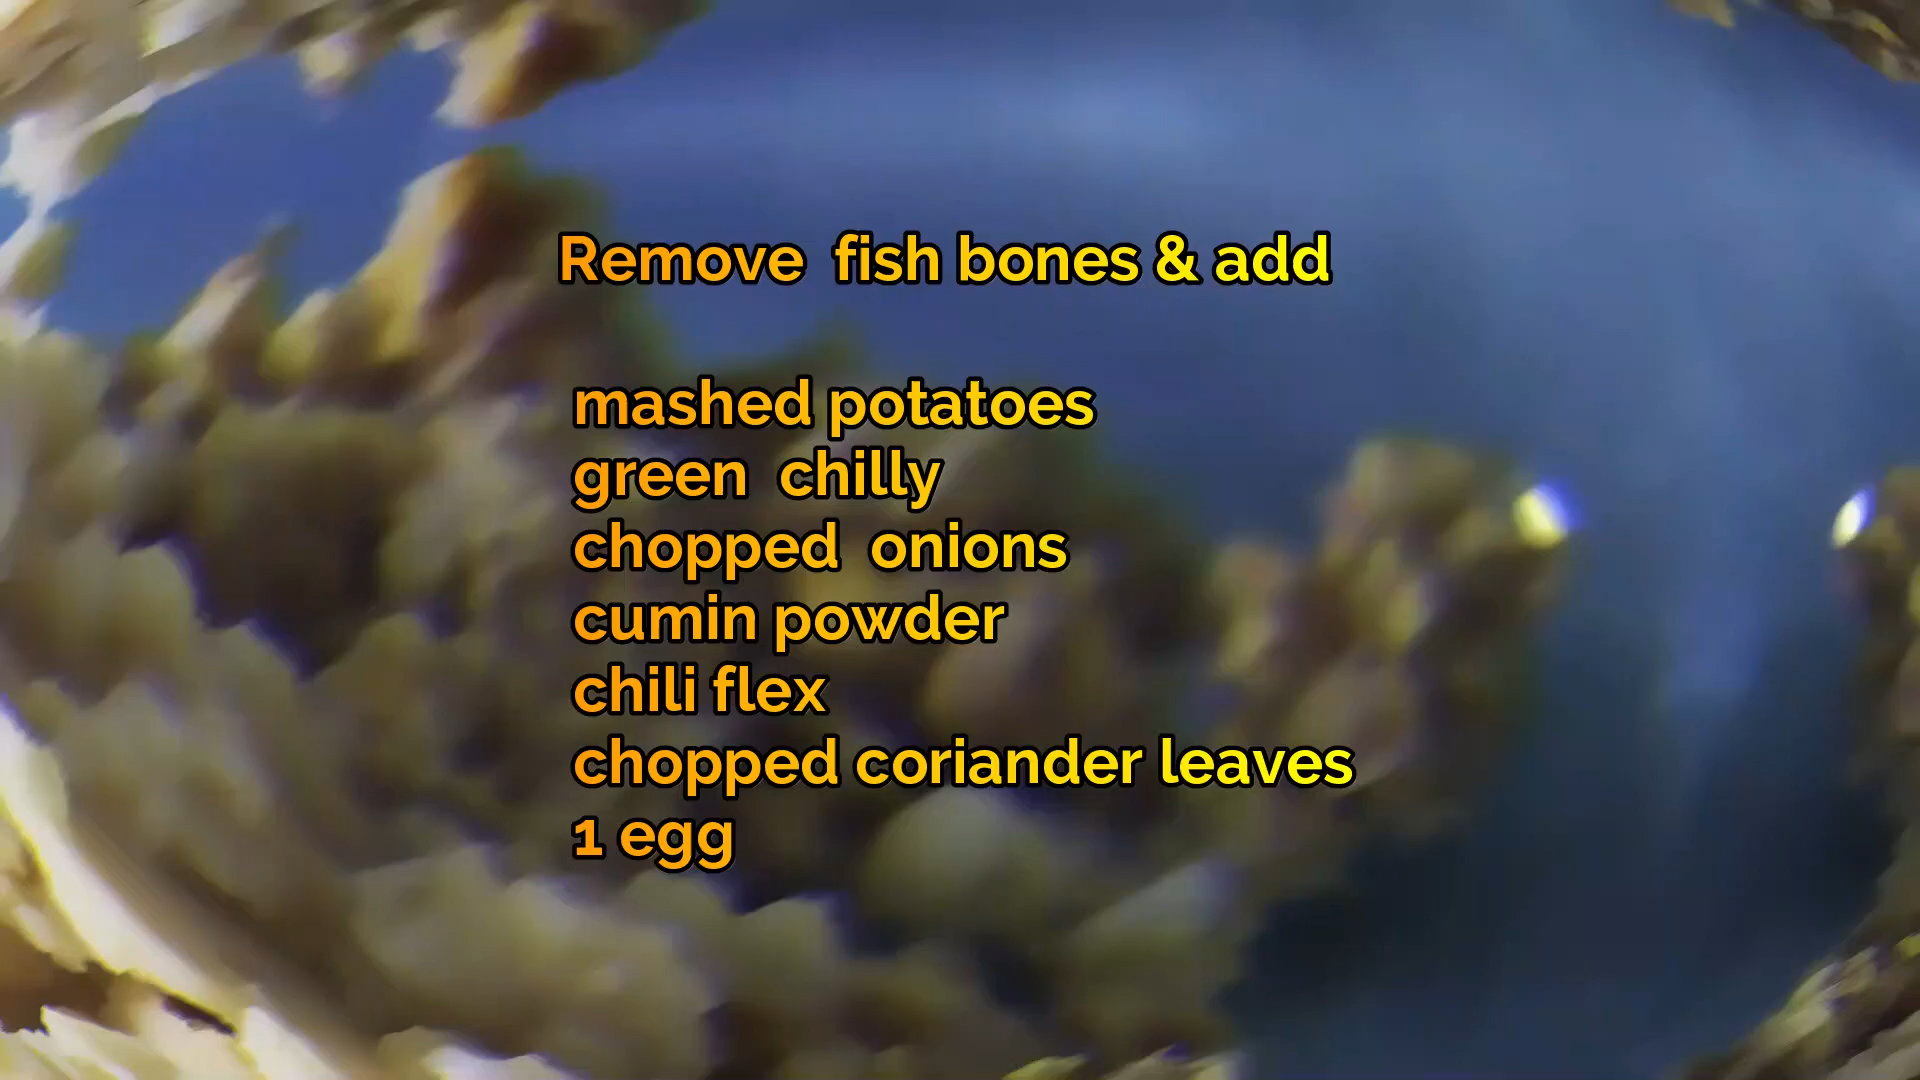 Remove fish bones & add
mashed potatoes
green chilly
chopped onions
cumin powder
chili flex
chopped coriander leaves
1 egg